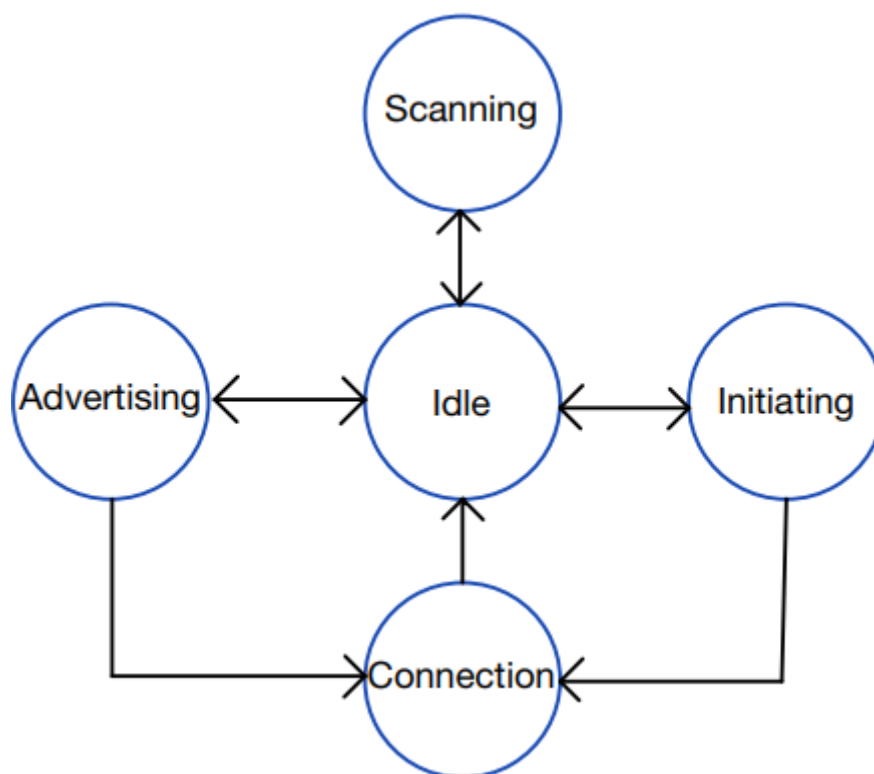 Scanning
Advertising
Idle
Initiating
Connection